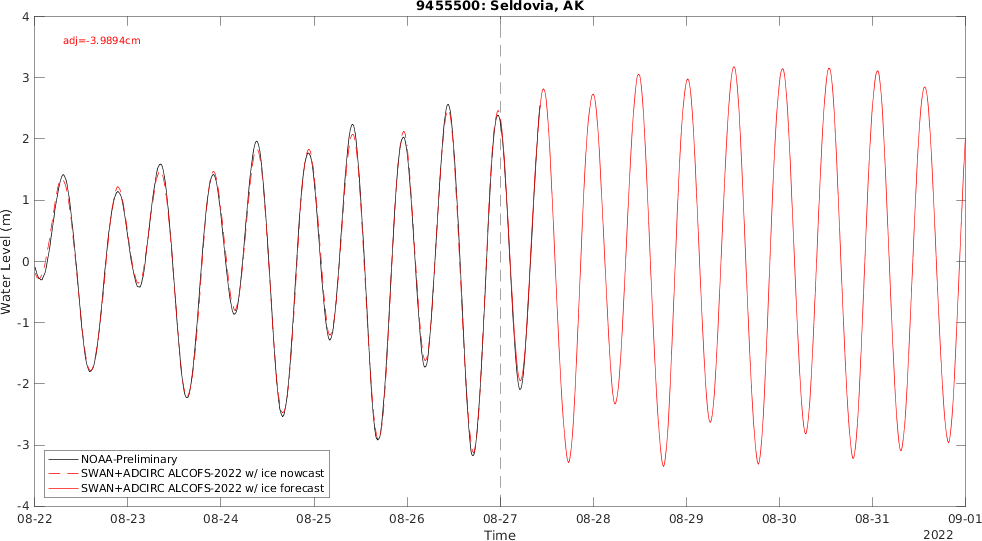 9455500: Seldovia, AK
adj=-3.9894cm
Water Level (m)
4
3
2
1
0
-1
-2
-3
-4
NOAA-Preliminary
SWAN+ADCIRC ALCOFS-2022 w/ ice nowcast
SWAN+ADCIRC ALCOFS-2022 w/ ice forecast
08-22 08-23 08-24 08-25 08-26 08-27 08-28 08-29 08-30 08-31 09-01
Time
2022